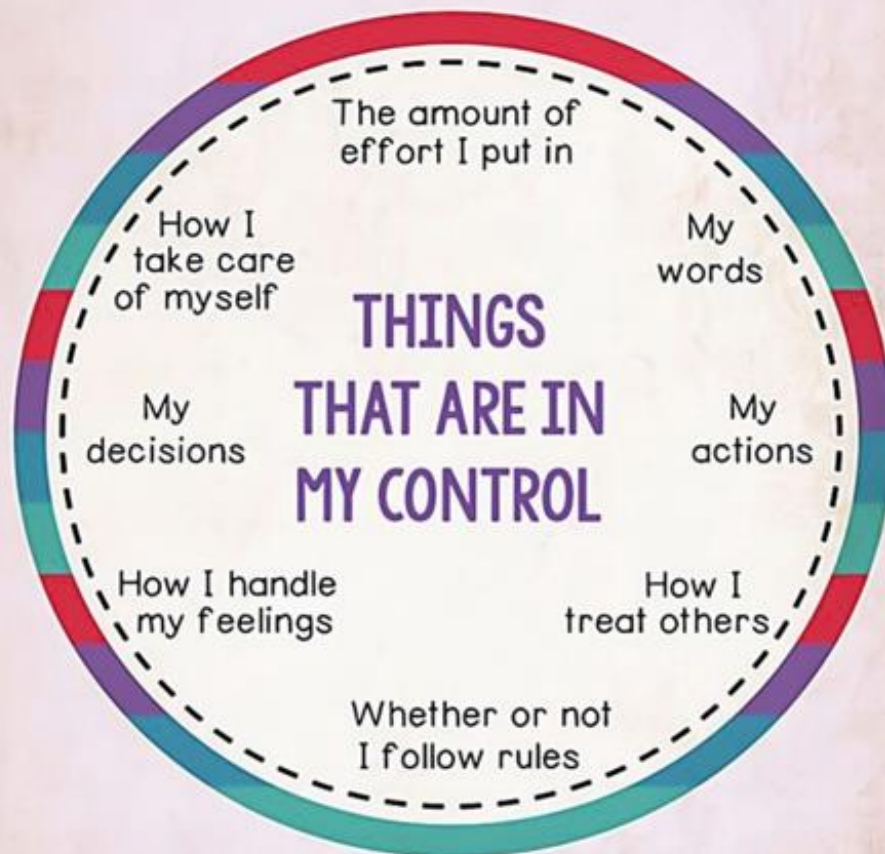 The amount of
effort I put in
My
words
My
actions
How I
treat others
Whether or not
I follow rules
How I handle
my feelings
My
decisions
How I
take care
of myself
THINGS
THAT ARE IN
MY CONTROL